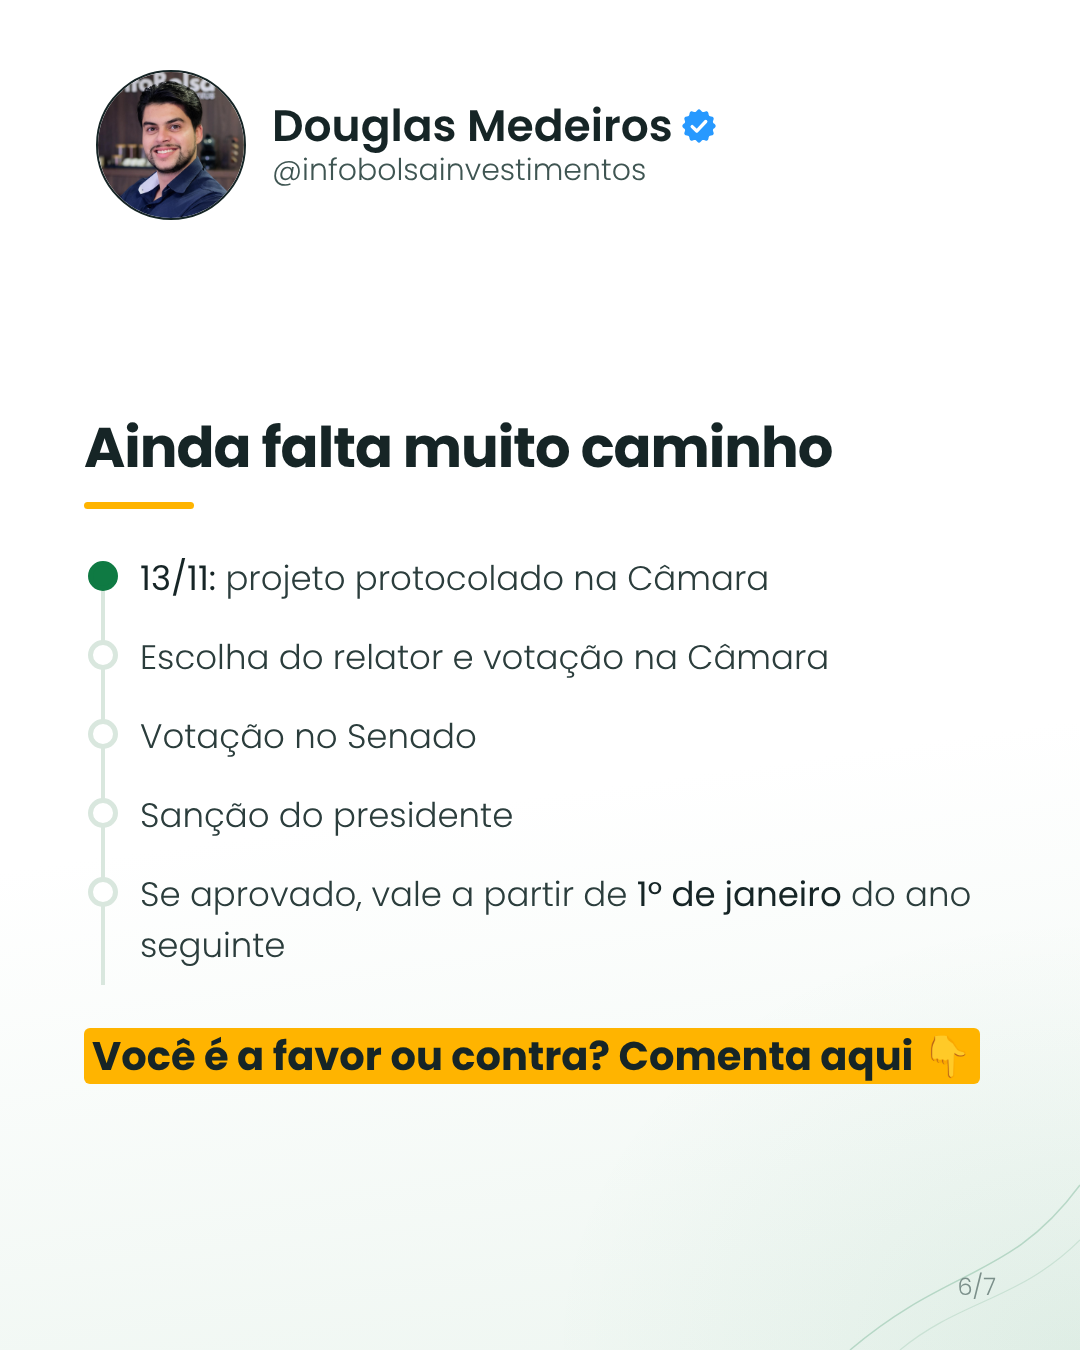 Douglas Medeiros
@infobolsainvestimentos
Ainda falta muito caminho
13/11: projeto protocolado na Câmara
Escolha do relator e votação na Câmara
Votação no Senado
Sanção do presidente
Se aprovado, vale a partir de 1º de janeiro do ano
seguinte
Você é a favor ou contra? Comenta aqui 👇
6/7